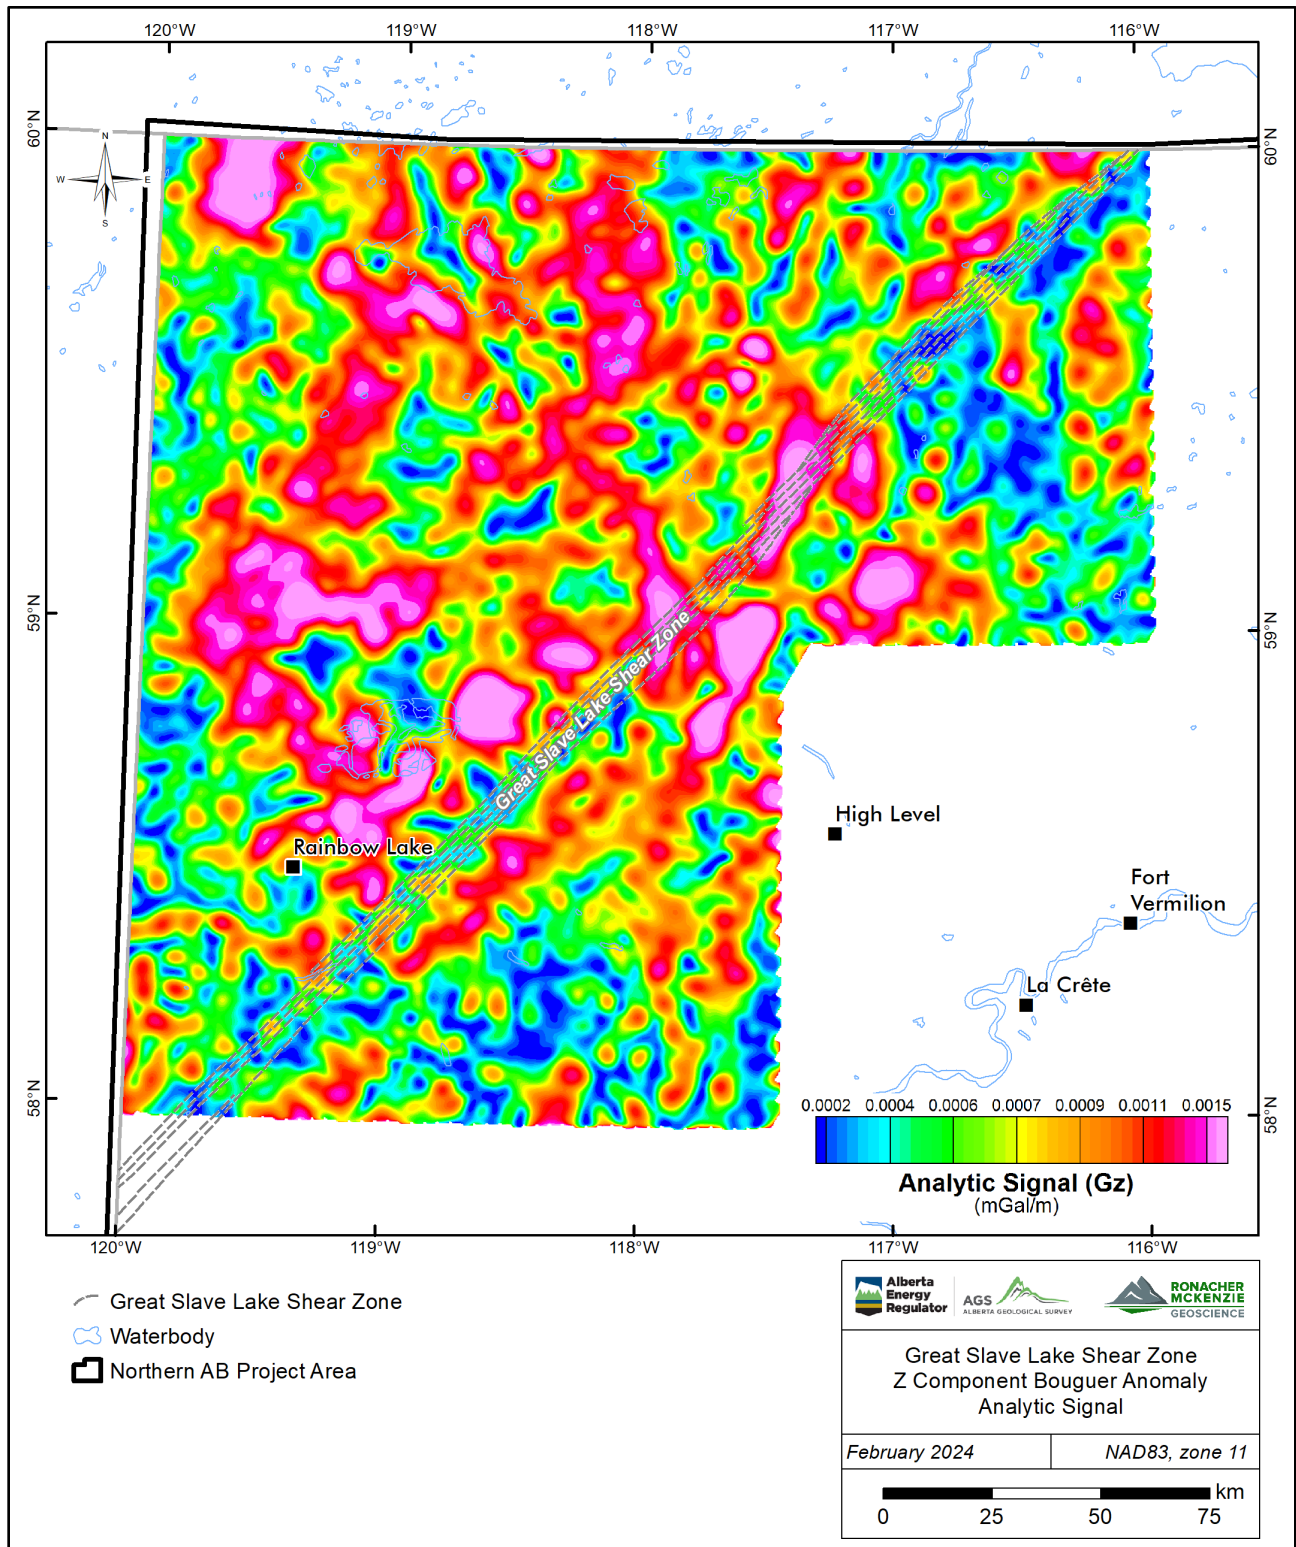 120°W 119°W 118°W 117°W 116°W
60°N
60°N
N
W E
S
59°N
59°N
Great Slave Lake Shear Zone
High Level
Rainbow Lake
Fort
Vermilion
La Crête
58°N
58°N
0.0002 0.0004 0.0006 0.0007 0.0009 0.0011 0.0015
Analytic Signal (Gz)
(mGal/m)
120°W 119°W 118°W 117°W 116°W
Great Slave Lake Shear Zone
Waterbody
Northern AB Project Area
Alberta
Energy
Regulator
AGS
ALBERTA GEOLOGICAL SURVEY
RONACHER
MCKENZIE
GEOSCIENCE
Great Slave Lake Shear Zone
Z Component Bouguer Anomaly
Analytic Signal
February 2024 NAD83, zone 11
km
0 25 50 75